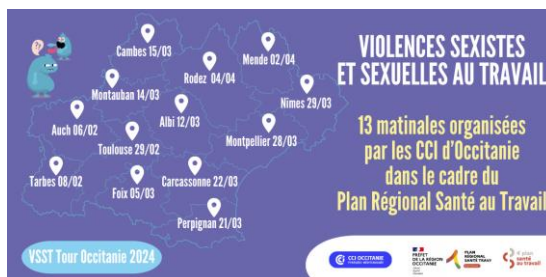 VIOLENCES SEXISTES
ET SEXUELLES AU TRAVAIL
13 matinales organisées
par les CCI d'Occitanie
dans le cadre du
Plan Régional Santé au Travail
Cambes 15/03
Mende 02/04
Rodez 04/04
Montauban 14/03
Nîmes 29/03
Albi 12/03
Auch 06/02
Montpellier 28/03
Toulouse 29/02
Tarbes 08/02
Foix 05/03
Carcassonne 22/03
Perpignan 21/03
VSST Tour Occitanie 2024
CCI OCCITANIE
PRÉFET
DE LA RÉGION
OCCITANIE
PLAN
RÉGIONAL
SANTÉ TRAVAIL
santé
au travail